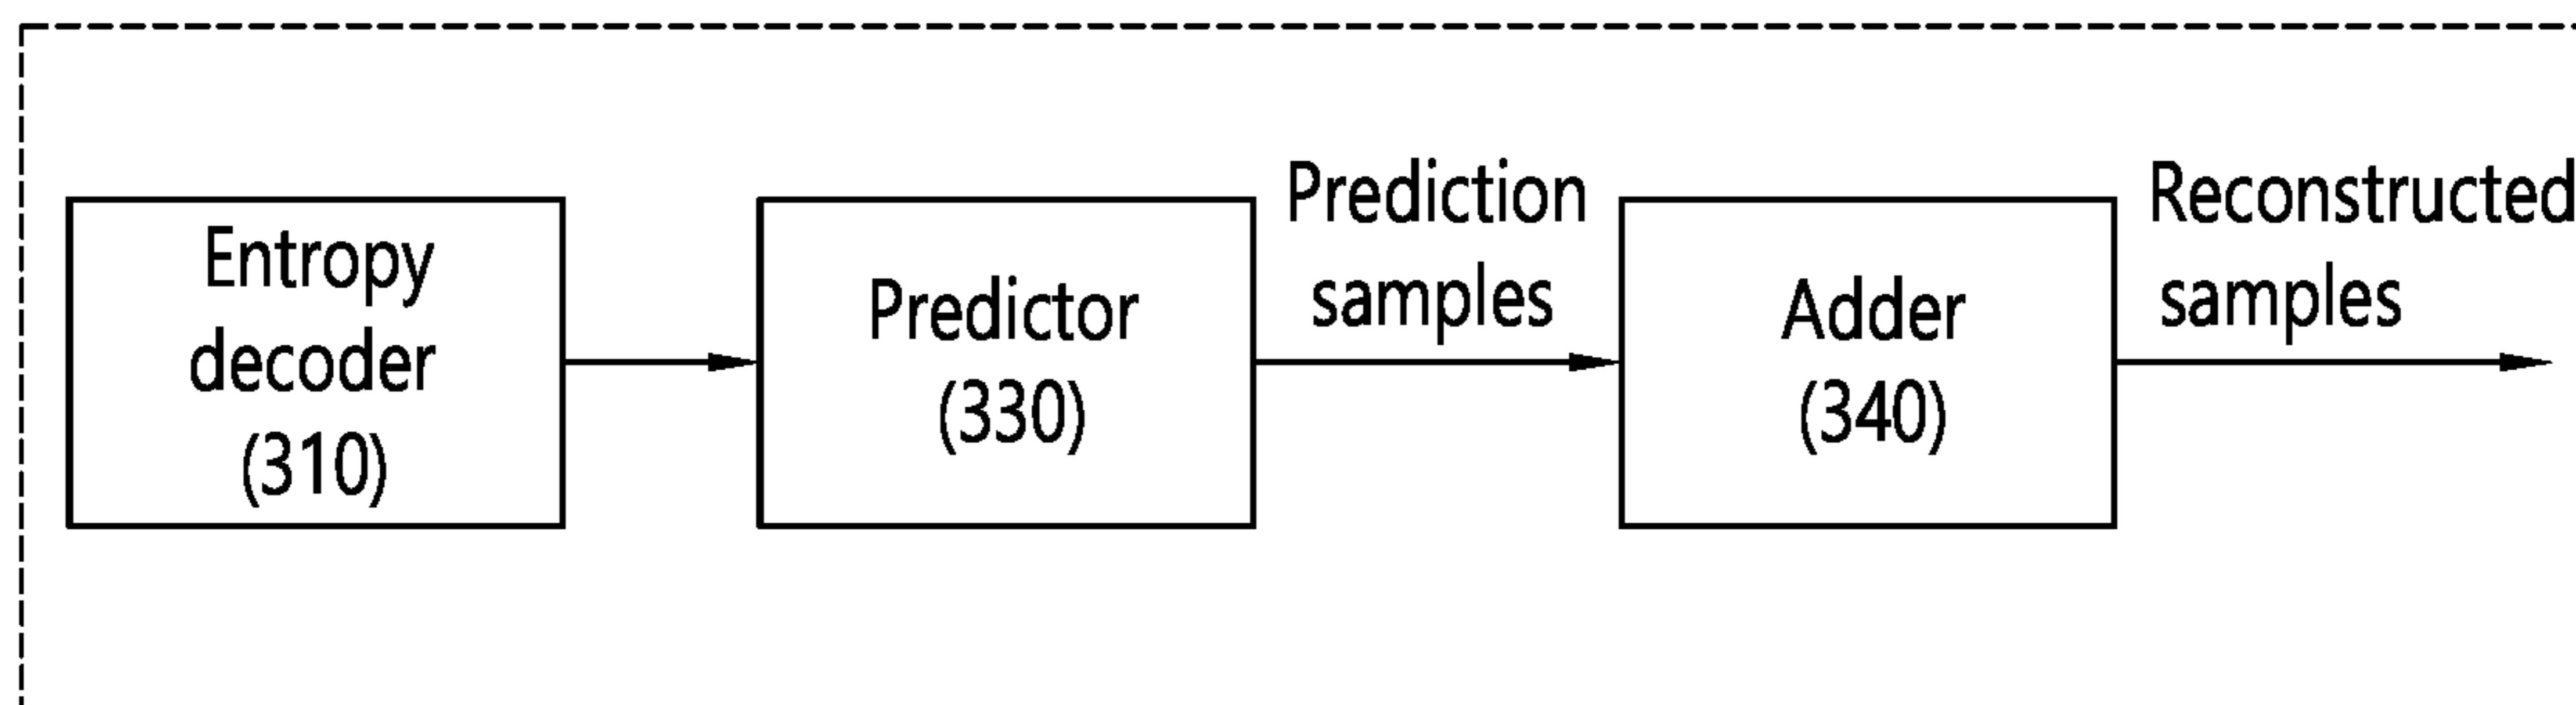 Entropy
decoder
(310)
Predictor
(330)
Prediction
samples
Adder
(340)
Reconstructed
samples